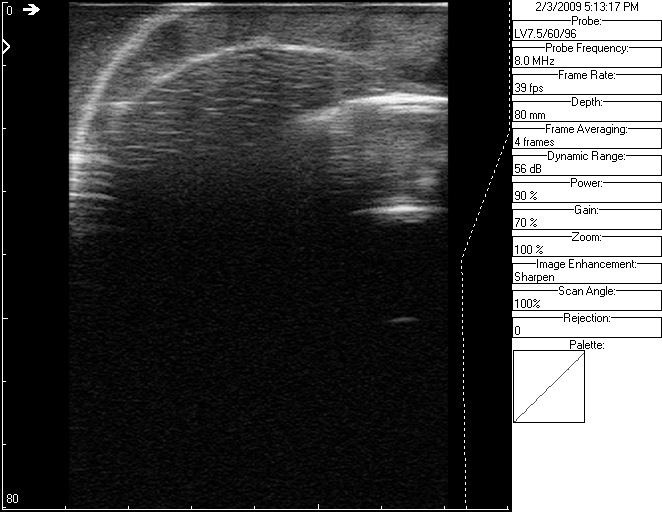 0
80
2/3/2009 5:13:17 PM
Probe:
LV7.5/60/96
Probe Frequency:
8.0 MHz
Frame Rate:
39 fps
Depth:
80 mm
Frame Averaging:
4 frames
Dynamic Range:
56 dB
Power:
90 %
Gain:
70 %
Zoom:
100 %
Image Enhancement:
Sharpen
Scan Angle:
100%
Rejection:
0
Palette: